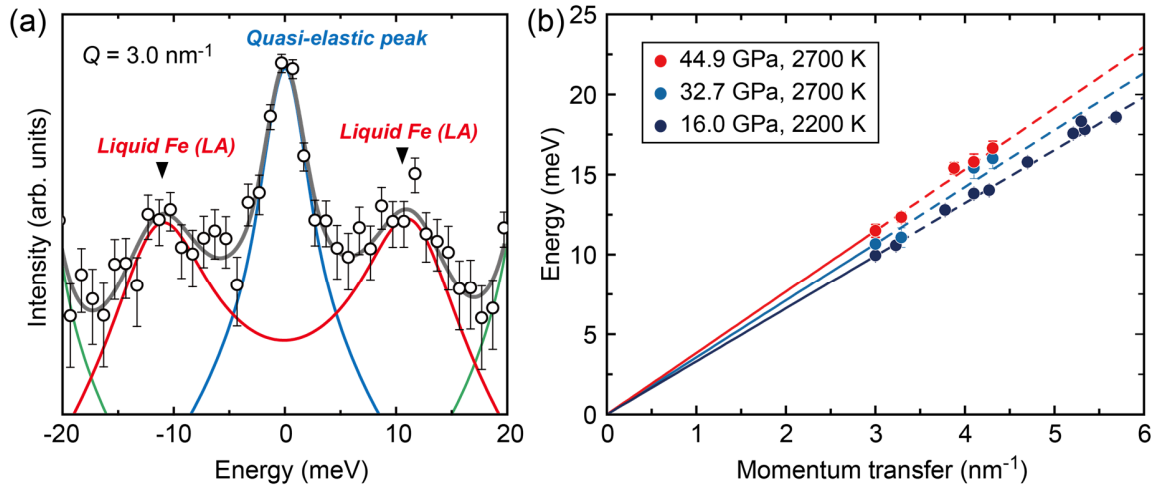 (a)
Q = 3.0 nm⁻¹
Quasi-elastic peak
Liquid Fe (LA)
Liquid Fe (LA)
Intensity (arb. units)
-20 -10 0 10 20
Energy (meV)
(b)
44.9 GPa, 2700 K
32.7 GPa, 2700 K
16.0 GPa, 2200 K
Energy (meV)
25
20
15
10
5
0
0 1 2 3 4 5 6
Momentum transfer (nm⁻¹)